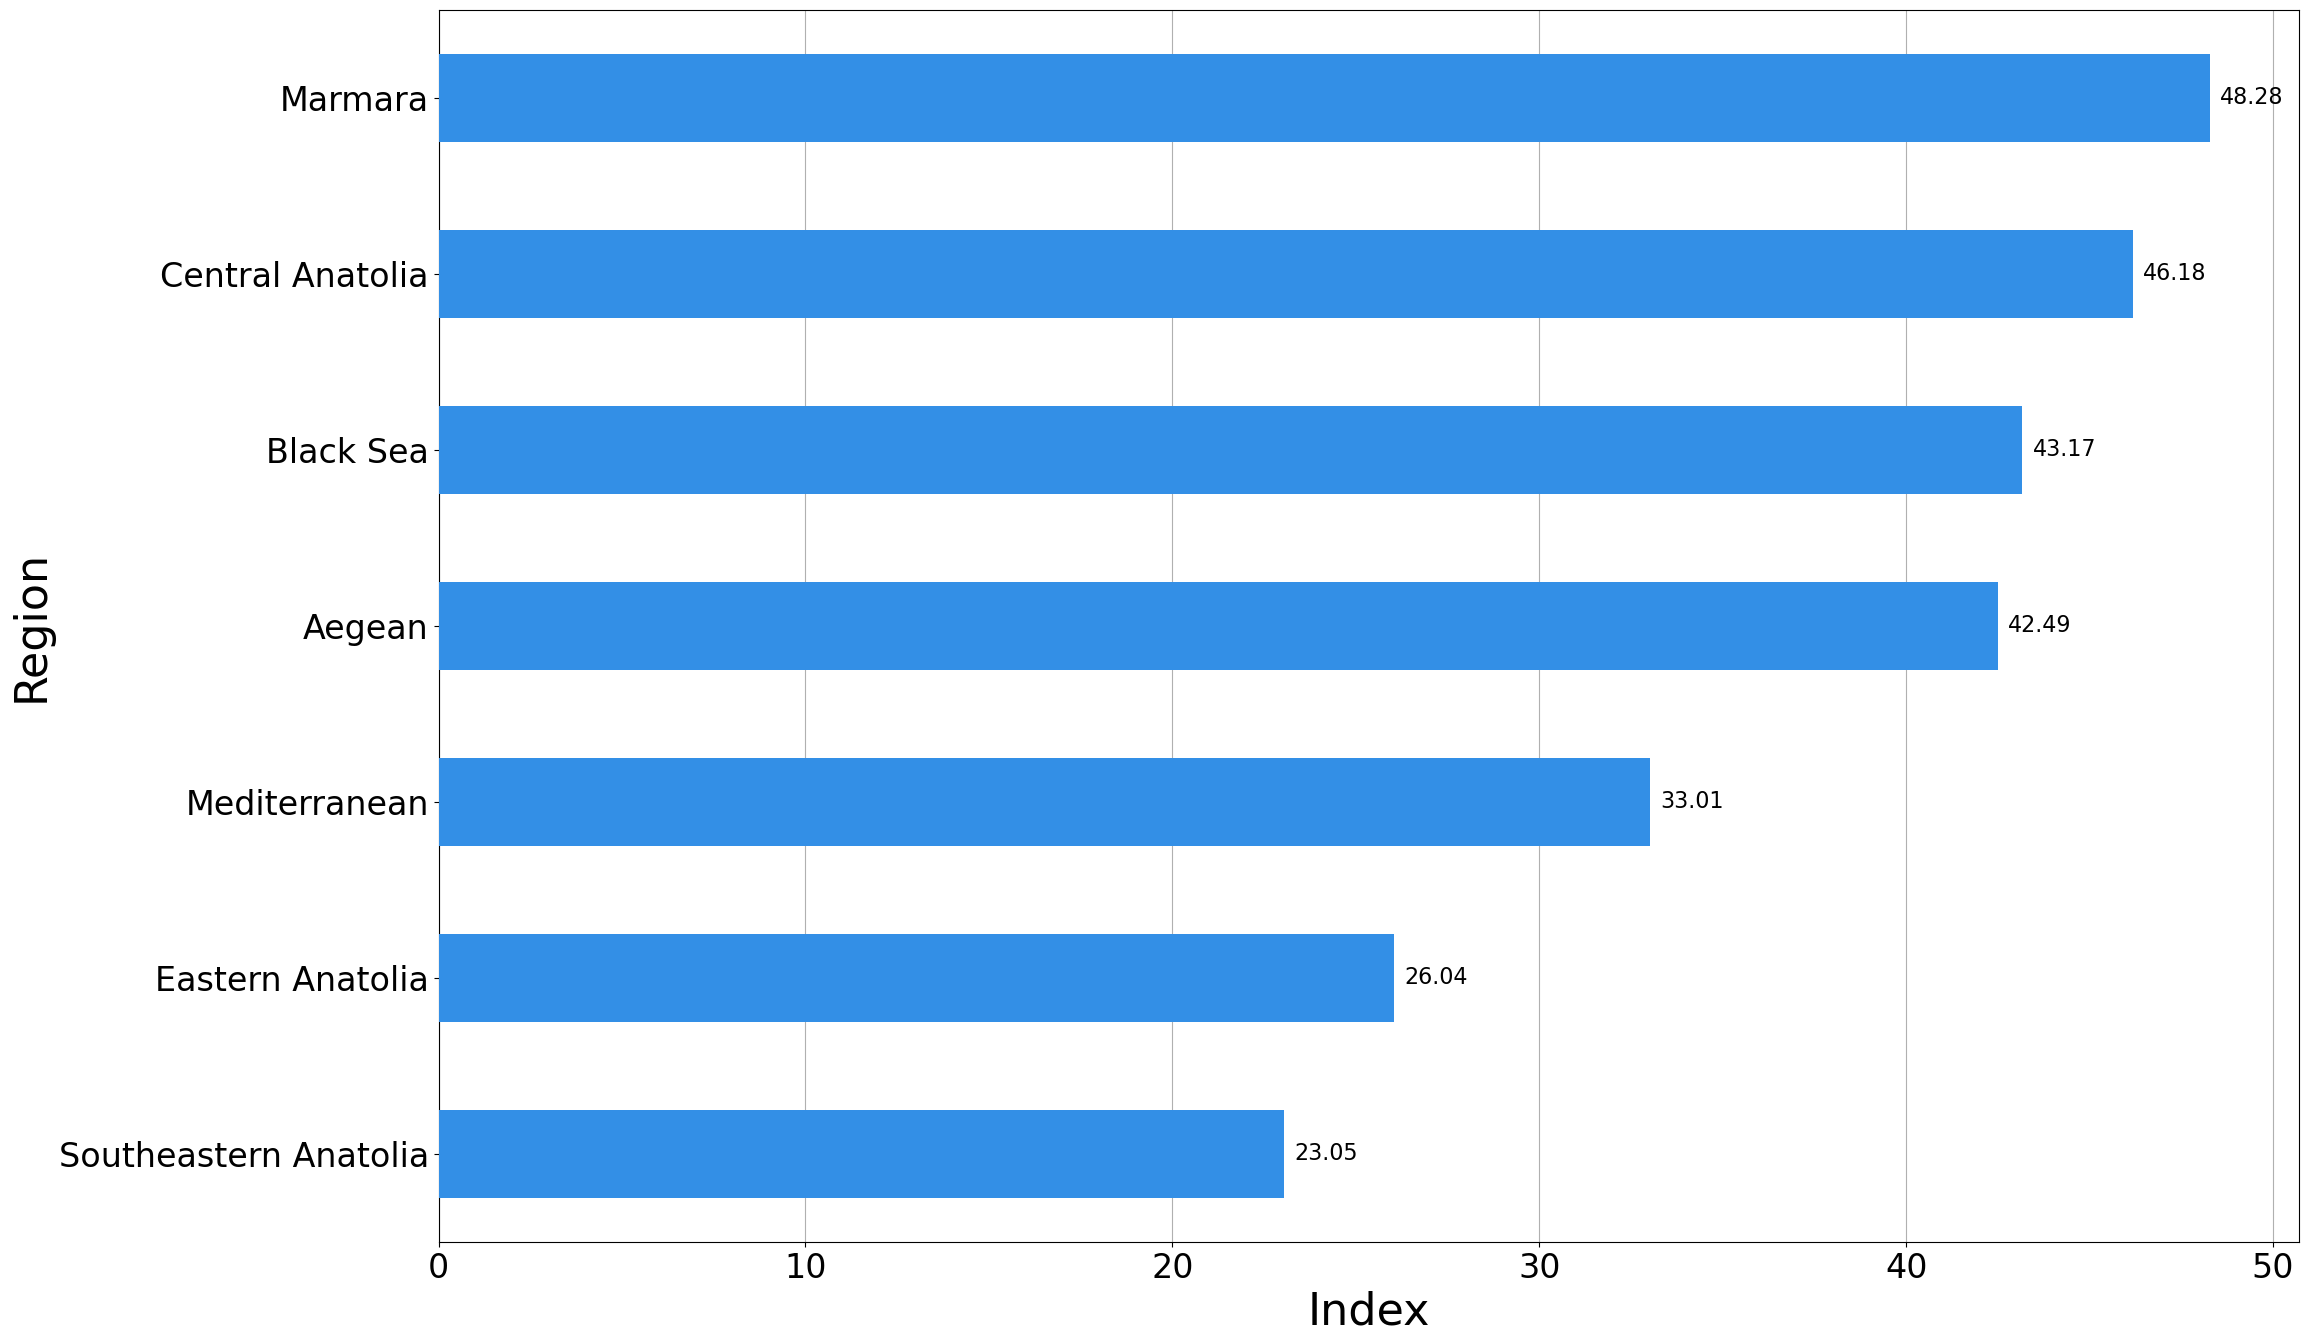 Region
Marmara 48.28
Central Anatolia 46.18
Black Sea 43.17
Aegean 42.49
Mediterranean 33.01
Eastern Anatolia 26.04
Southeastern Anatolia 23.05
0 10 20 30 40 50
Index